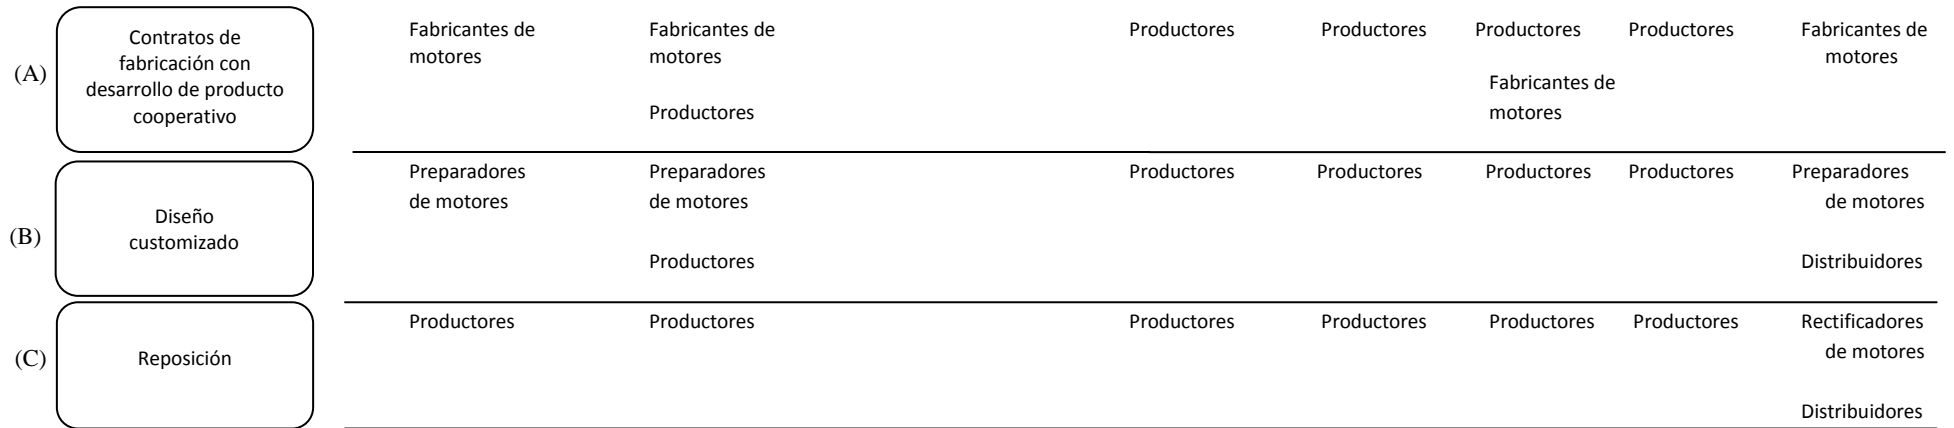 (A)
Contratos de
fabricación con
desarrollo de producto
cooperativo
Fabricantes de
motores
Fabricantes de
motores
Productores
Productores
Productores
Productores
Fabricantes de
motores
Productores
Fabricantes de
motores
(B)
Diseño
customizado
Preparadores
de motores
Preparadores
de motores
Productores
Productores
Productores
Productores
Productores
Preparadores
de motores
Distribuidores
(C)
Reposición
Productores
Productores
Productores
Productores
Productores
Productores
Rectificadores
de motores
Distribuidores